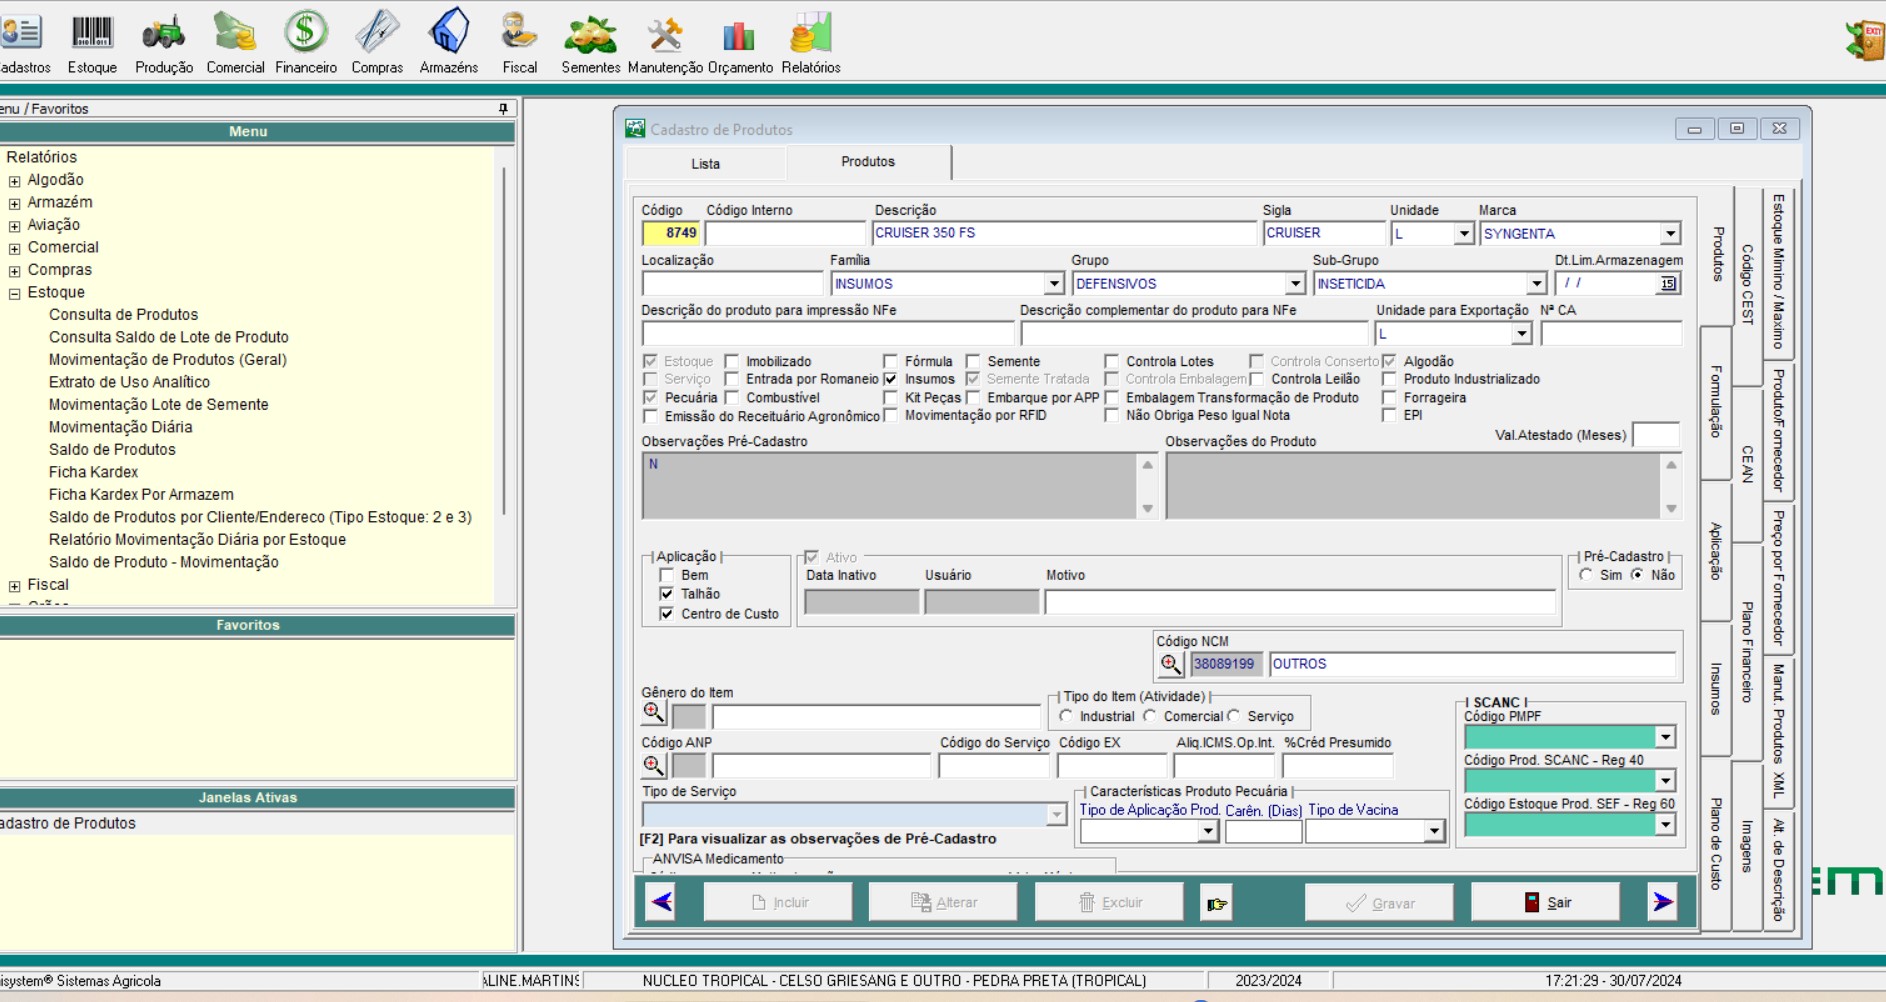 adastros Estoque Produção Comercial Financeiro Compras Armazéns Fiscal Sementes Manutenção Orçamento Relatórios
EXIT
enu / Favoritos
Menu
Relatórios
Algodão
Armazém
Aviação
Comercial
Compras
Estoque
Consulta de Produtos
Consulta Saldo de Lote de Produto
Movimentação de Produtos (Geral)
Extrato de Uso Analítico
Movimentação Lote de Semente
Movimentação Diária
Saldo de Produtos
Ficha Kardex
Ficha Kardex Por Armazem
Saldo de Produtos por Cliente/Endereco (Tipo Estoque: 2 e 3)
Relatório Movimentação Diária por Estoque
Saldo de Produto - Movimentação
Fiscal
Favoritos
Janelas Ativas
adastro de Produtos
Cadastro de Produtos
Lista Produtos
Código Código Interno Descrição Sigla Unidade Marca
8749 CRUISER 350 FS CRUISER L SYNGENTA
Localização Família Grupo Sub-Grupo Dt.Lim.Armazenagem
INSUMOS DEFENSIVOS INSETICIDA / / 15
Descrição do produto para impressão NFe Descrição complementar do produto para NFe Unidade para Exportação Nª CA
L
Estoque Imobilizado Fórmula Semente Controla Lotes Controla Conserto Algodão
Serviço Entrada por Romaneio Insumos Semente Tratada Controla Embalagem Controla Leilão Produto Industrializado
Pecuária Combustível Kit Peças Embarque por APP Embalagem Transformação de Produto Forrageira
Emissão do Receituário Agronômico Movimentação por RFID Não Obriga Peso Igual Nota EPI
Observações Pré-Cadastro Observações do Produto Val.Atestado (Meses)
N
Aplicação Ativo Pré-Cadastro
Bem Data Inativo Usuário Motivo Sim Não
Talhão
Centro de Custo
Código NCM
38089199 OUTROS
Gênero do Item Tipo do Item (Atividade)
Industrial Comercial Serviço
SCANC
Código PMPF
Código ANP Código do Serviço Código EX Aliq.ICMS.Op.Int. %Créd Presumido
Código Prod. SCANC - Reg 40
Tipo de Serviço Características Produto Pecuária
Tipo de Aplicação Prod. Carên. (Dias) Tipo de Vacina
Código Estoque Prod. SEF - Reg 60
[F2] Para visualizar as observações de Pré-Cadastro
ANVISA Medicamento
Incluir Alterar Excluir Gravar Sair
Produtos
Formulação
Aplicação
Insumos
Plano de Custo
Código CEST
CEAN
Plano Financeiro
Imagens
Estoque Mimino / Maximo
Produto/Fornecedor
Preço por Fornecedor
Manut. Produtos XML
Alt. de Descrição
em
isystem® Sistemas Agricola ALINE.MARTINS NUCLEO TROPICAL - CELSO GRIESANG E OUTRO - PEDRA PRETA (TROPICAL) 2023/2024 17:21:29 - 30/07/2024